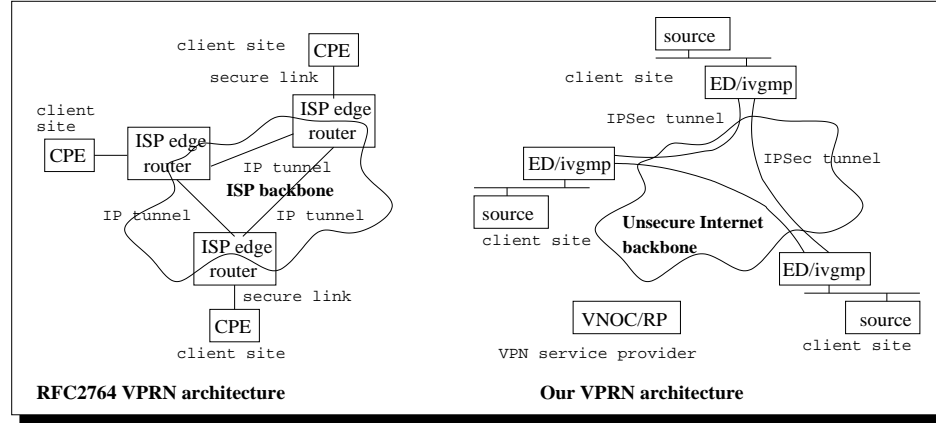 client site
CPE
secure link
ISP edge
router
client
site
CPE
ISP edge
router
IP tunnel
ISP backbone
IP tunnel
IP tunnel
ISP edge
router
secure link
CPE
client site
RFC2764 VPRN architecture
source
client site
ED/ivgmp
IPSec tunnel
IPSec tunnel
ED/ivgmp
source
client site
Unsecure Internet
backbone
ED/ivgmp
source
client site
VNOC/RP
VPN service provider
Our VPRN architecture